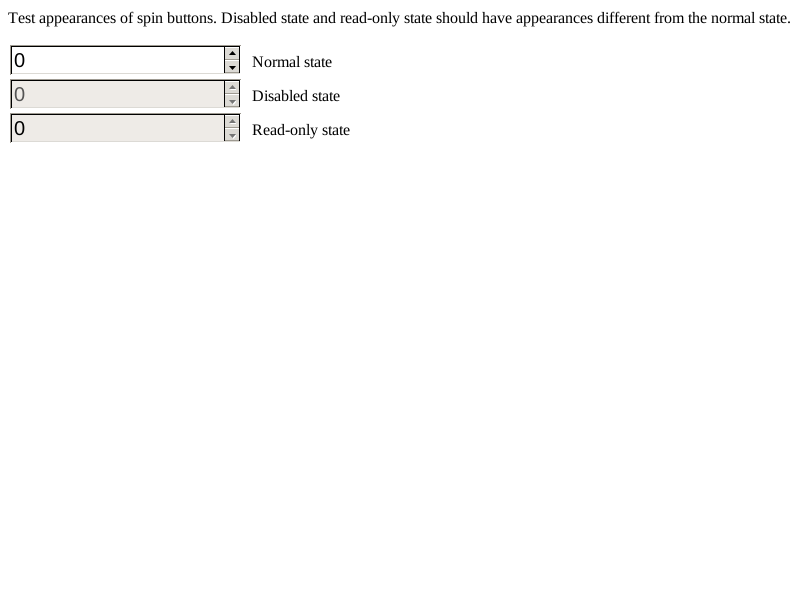 Test appearances of spin buttons. Disabled state and read-only state should have appearances different from the normal state.
0 Normal state
0 Disabled state
0 Read-only state